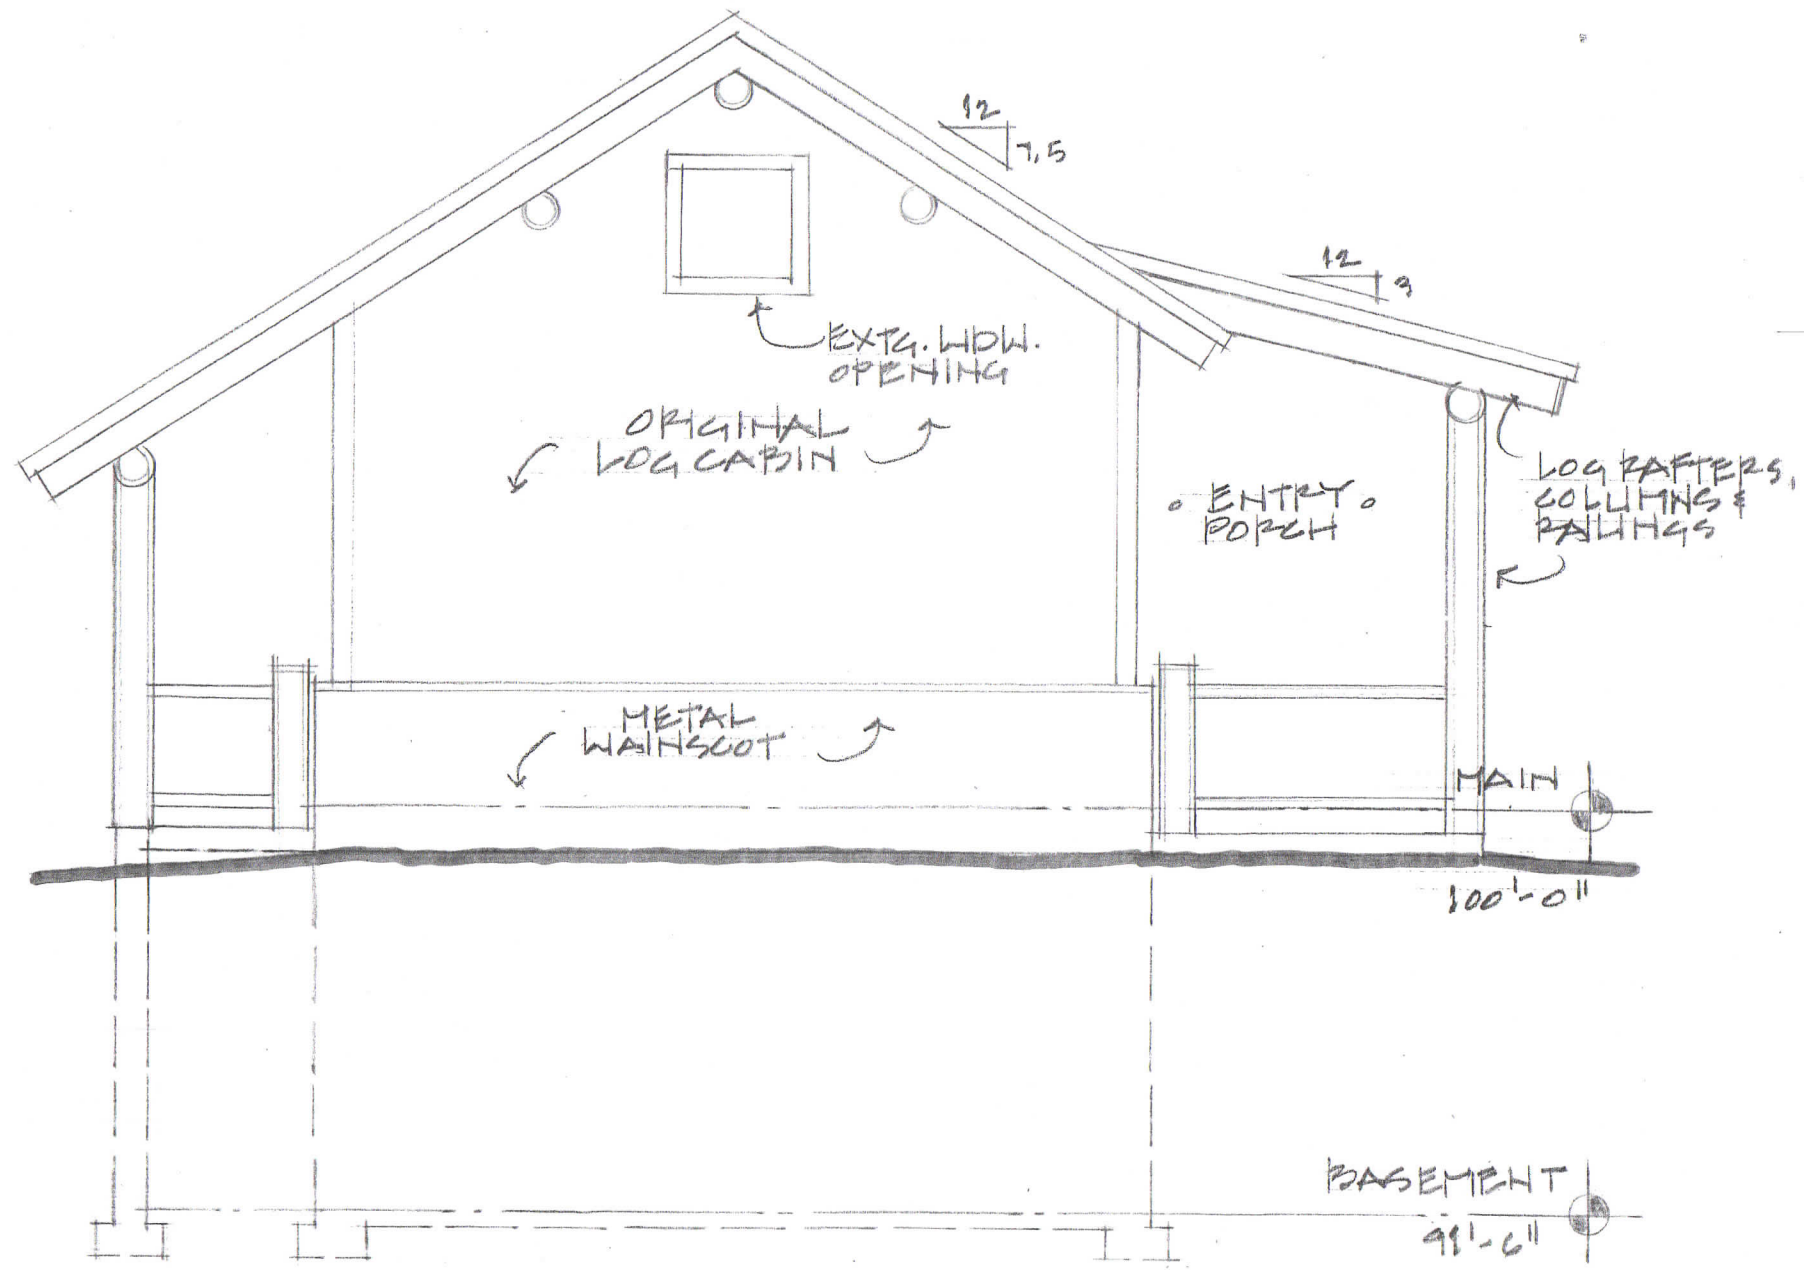 12
7.5
12
3
EXTG. WDW.
OPENING
ORIGINAL
LOG CABIN
◦ ENTRY ◦
PORCH
LOG RAFTERS,
COLUMNS &
RAILINGS
METAL
WAINSCOT
MAIN
100'-0"
BASEMENT
91'-6"